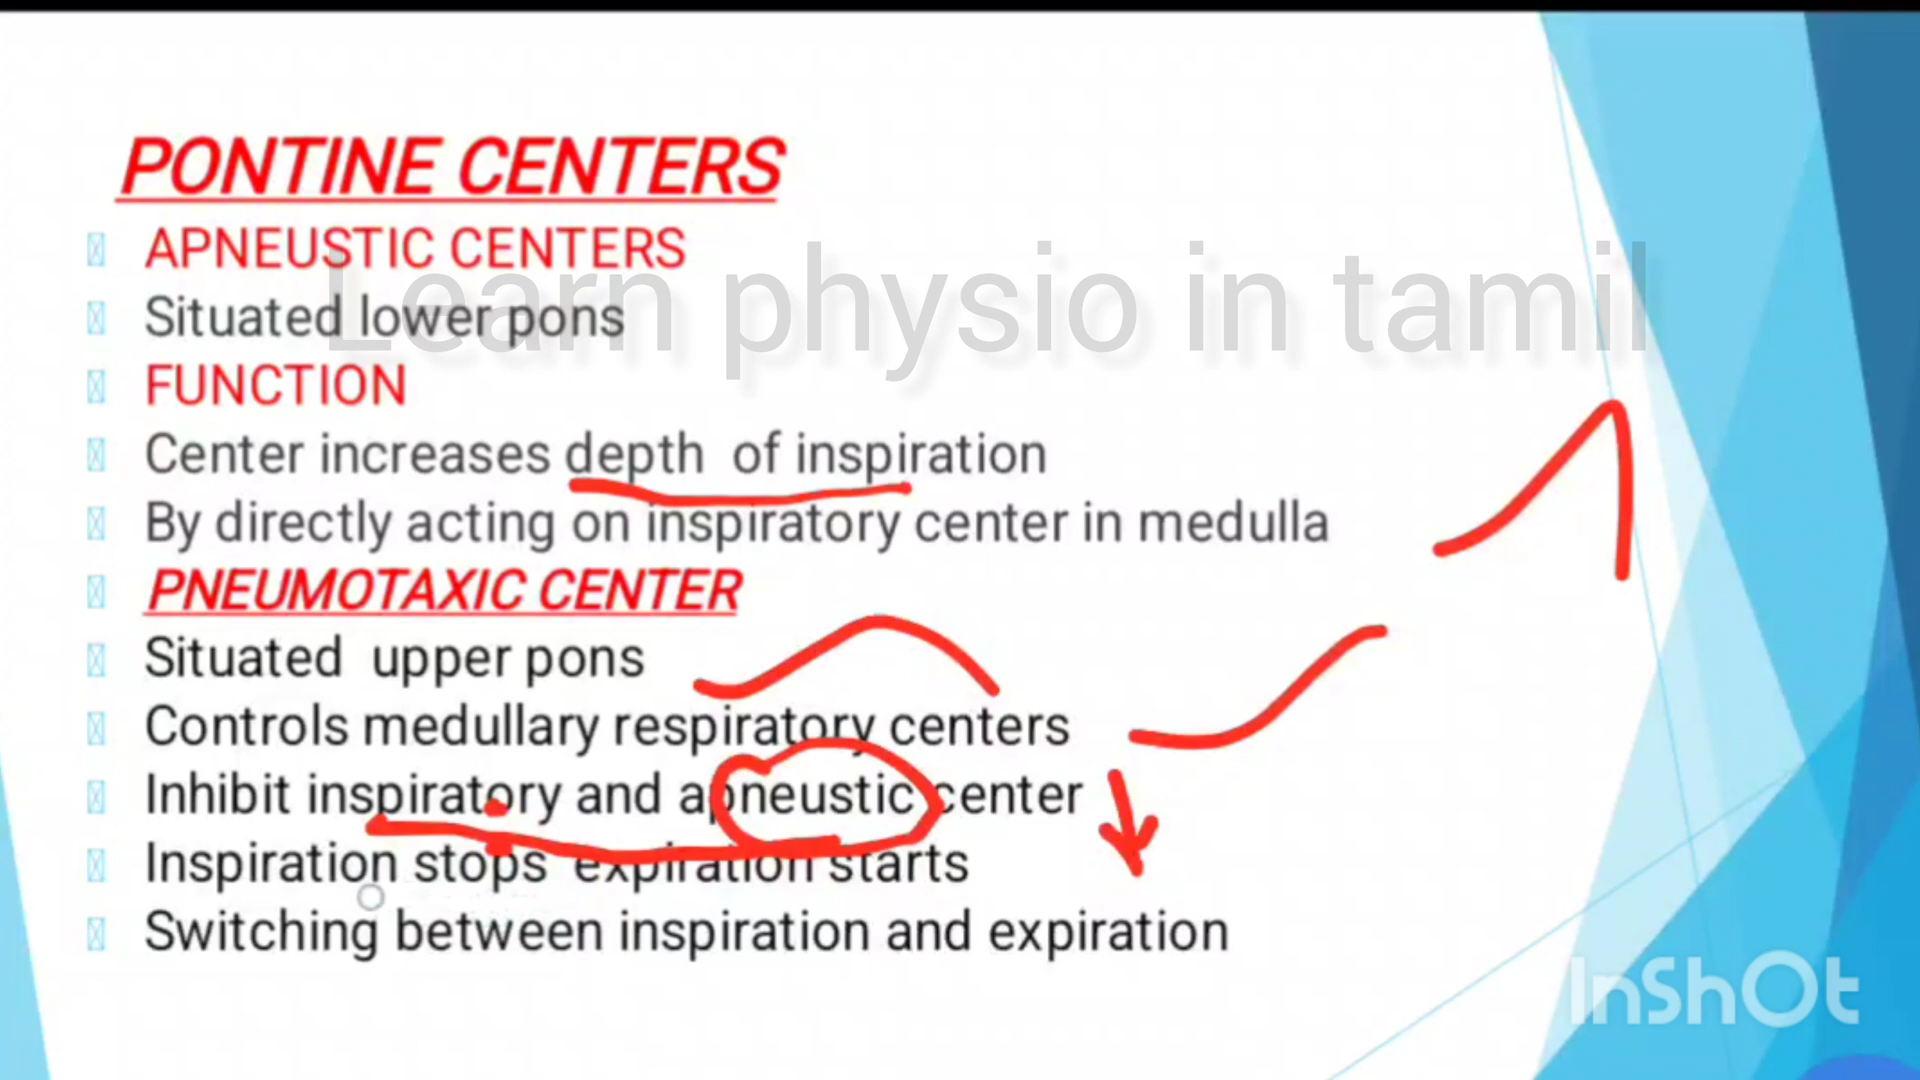 PONTINE CENTERS
APNEUSTIC CENTERS
Learn physio in tamil
Situated lower pons
FUNCTION
Center increases depth of inspiration
By directly acting on inspiratory center in medulla
PNEUMOTAXIC CENTER
Situated upper pons
Controls medullary respiratory centers
Inhibit inspiratory and apneustic center
Inspiration stops expiration starts
Switching between inspiration and expiration
InShOt